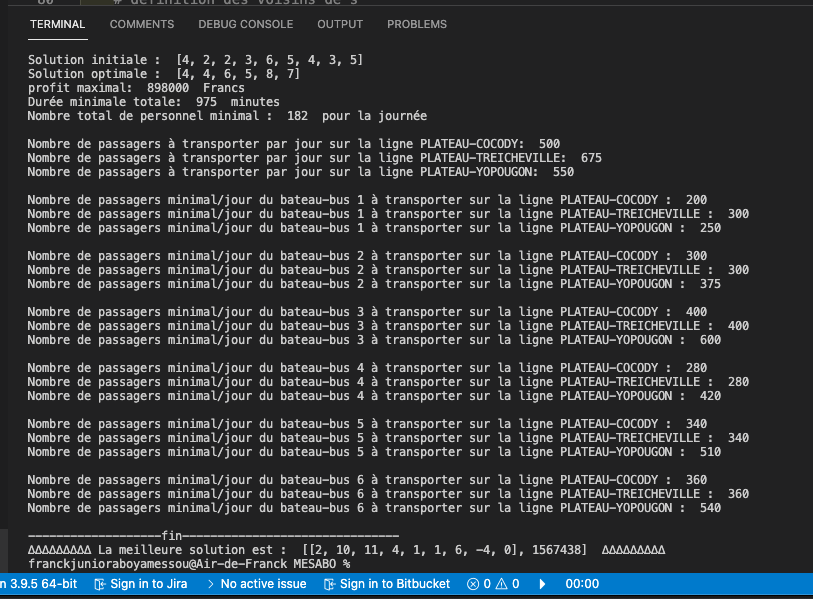 TERMINAL COMMENTS DEBUG CONSOLE OUTPUT PROBLEMS
Solution initiale :  [4, 2, 2, 3, 6, 5, 4, 3, 5]
Solution optimale :  [4, 4, 6, 5, 8, 7]
profit maximal:  898000  Francs
Durée minimale totale:  975  minutes
Nombre total de personnel minimal :  182  pour la journée
Nombre de passagers à transporter par jour sur la ligne PLATEAU-COCODY:  500
Nombre de passagers à transporter par jour sur la ligne PLATEAU-TREICHEVILLE:  675
Nombre de passagers à transporter par jour sur la ligne PLATEAU-YOPOUGON:  550
Nombre de passagers minimal/jour du bateau-bus 1 à transporter sur la ligne PLATEAU-COCODY :  200
Nombre de passagers minimal/jour du bateau-bus 1 à transporter sur la ligne PLATEAU-TREICHEVILLE :  300
Nombre de passagers minimal/jour du bateau-bus 1 à transporter sur la ligne PLATEAU-YOPOUGON :  250
Nombre de passagers minimal/jour du bateau-bus 2 à transporter sur la ligne PLATEAU-COCODY :  300
Nombre de passagers minimal/jour du bateau-bus 2 à transporter sur la ligne PLATEAU-TREICHEVILLE :  300
Nombre de passagers minimal/jour du bateau-bus 2 à transporter sur la ligne PLATEAU-YOPOUGON :  375
Nombre de passagers minimal/jour du bateau-bus 3 à transporter sur la ligne PLATEAU-COCODY :  400
Nombre de passagers minimal/jour du bateau-bus 3 à transporter sur la ligne PLATEAU-TREICHEVILLE :  400
Nombre de passagers minimal/jour du bateau-bus 3 à transporter sur la ligne PLATEAU-YOPOUGON :  600
Nombre de passagers minimal/jour du bateau-bus 4 à transporter sur la ligne PLATEAU-COCODY :  280
Nombre de passagers minimal/jour du bateau-bus 4 à transporter sur la ligne PLATEAU-TREICHEVILLE :  280
Nombre de passagers minimal/jour du bateau-bus 4 à transporter sur la ligne PLATEAU-YOPOUGON :  420
Nombre de passagers minimal/jour du bateau-bus 5 à transporter sur la ligne PLATEAU-COCODY :  340
Nombre de passagers minimal/jour du bateau-bus 5 à transporter sur la ligne PLATEAU-TREICHEVILLE :  340
Nombre de passagers minimal/jour du bateau-bus 5 à transporter sur la ligne PLATEAU-YOPOUGON :  510
Nombre de passagers minimal/jour du bateau-bus 6 à transporter sur la ligne PLATEAU-COCODY :  360
Nombre de passagers minimal/jour du bateau-bus 6 à transporter sur la ligne PLATEAU-TREICHEVILLE :  360
Nombre de passagers minimal/jour du bateau-bus 6 à transporter sur la ligne PLATEAU-YOPOUGON :  540
-------------------fin-------------------------------
∆∆∆∆∆∆∆∆∆ La meilleure solution est :  [[2, 10, 11, 4, 1, 1, 6, -4, 0], 1567438]  ∆∆∆∆∆∆∆∆∆
franckjunioraboyamessou@Air-de-Franck MESABO %
n 3.9.5 64-bit Sign in to Jira > No active issue Sign in to Bitbucket 0 0 00:00